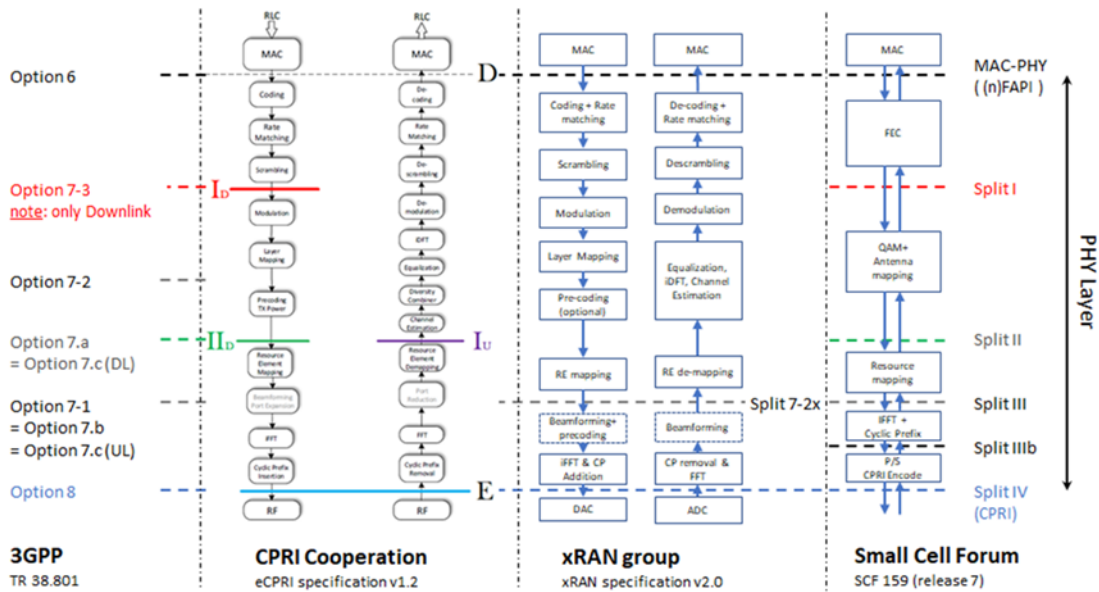 Option 6
Option 7-3
note: only Downlink
Option 7-2
Option 7.a
= Option 7.c (DL)
Option 7-1
= Option 7.b
= Option 7.c (UL)
Option 8
3GPP
TR 38.801
RLC
MAC
Coding
Rate
Matching
Scrambling
I_D
Modulation
Layer
Mapping
Precoding
TX Power
II_D
Resource
Element
Mapping
Beamforming
Port Expansion
iFFT
Cyclic Prefix
Insertion
RF
RLC
MAC
D
De-
coding
Rate
Matching
De-
scrambling
De-
modulation
iDFT
Equalization
Diversity
Combiner
Channel
Estimation
I_U
Resource
Element
Demapping
Port
Reduction
FFT
Cyclic Prefix
Removal
E
RF
CPRI Cooperation
eCPRI specification v1.2
MAC
Coding + Rate
matching
Scrambling
Modulation
Layer Mapping
Pre-coding
(optional)
RE mapping
Beamforming+
precoding
iFFT & CP
Addition
DAC
MAC
De-coding +
Rate matching
Descrambling
Demodulation
Equalization,
iDFT, Channel
Estimation
RE de-mapping
Beamforming
CP removal &
FFT
ADC
Split 7-2x
xRAN group
xRAN specification v2.0
MAC
FEC
QAM+
Antenna
mapping
Resource
mapping
IFFT +
Cyclic Prefix
P/S
CPRI Encode
MAC-PHY
( (n)FAPI )
Split I
Split II
Split III
Split IIIb
Split IV
(CPRI)
PHY Layer
Small Cell Forum
SCF 159 (release 7)